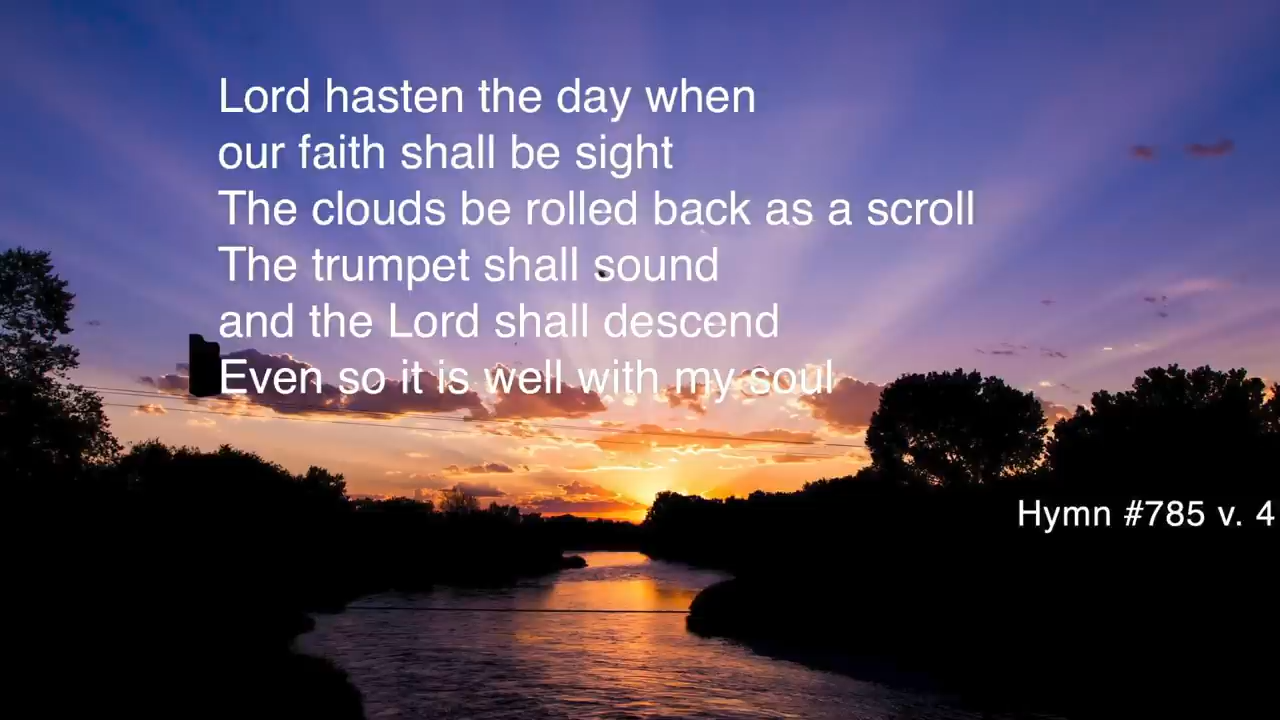 Lord hasten the day when
our faith shall be sight
The clouds be rolled back as a scroll
The trumpet shall sound
and the Lord shall descend
Even so it is well with my soul
Hymn #785 v. 4